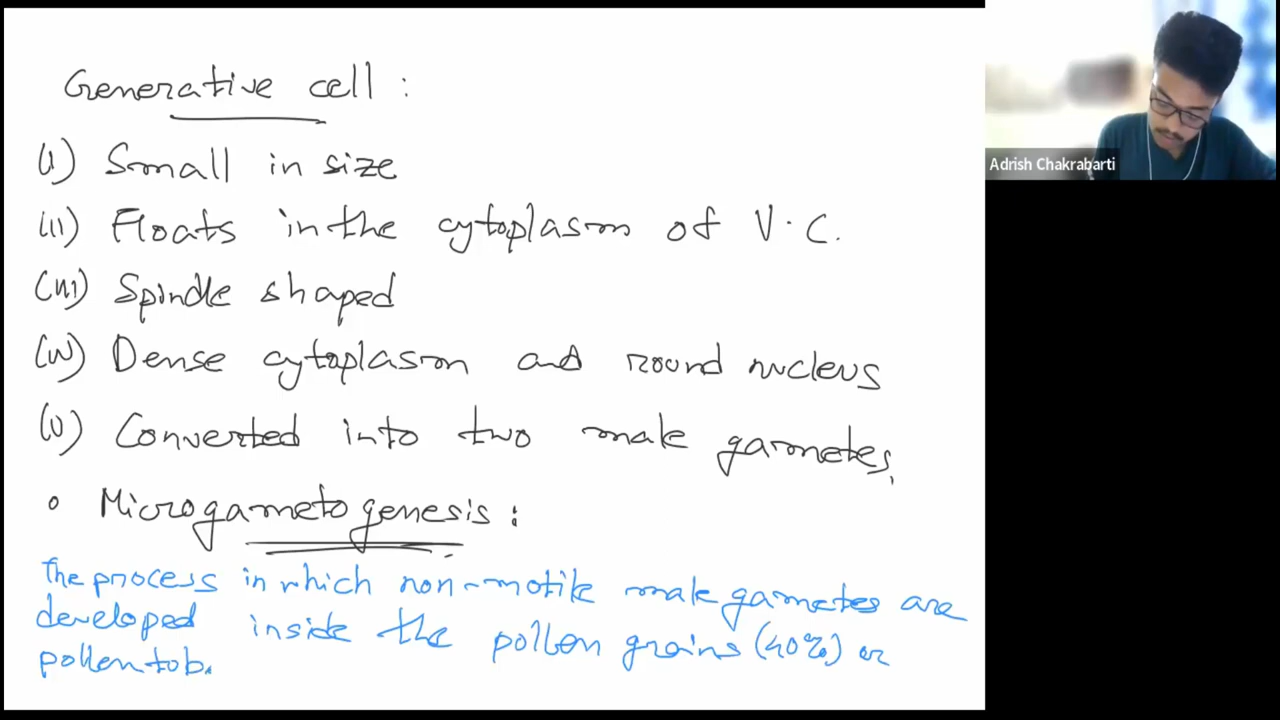 Generative cell :
(i) Small in size
(ii) Floats in the cytoplasm of V.C.
(iii) Spindle shaped
(iv) Dense cytoplasm and round nucleus
(v) Converted into two male gametes,
Microgametogenesis :
The process in which non-motile male gametes are
developed inside the pollen grains (40%) or
pollen tub.
Adrish Chakrabarti